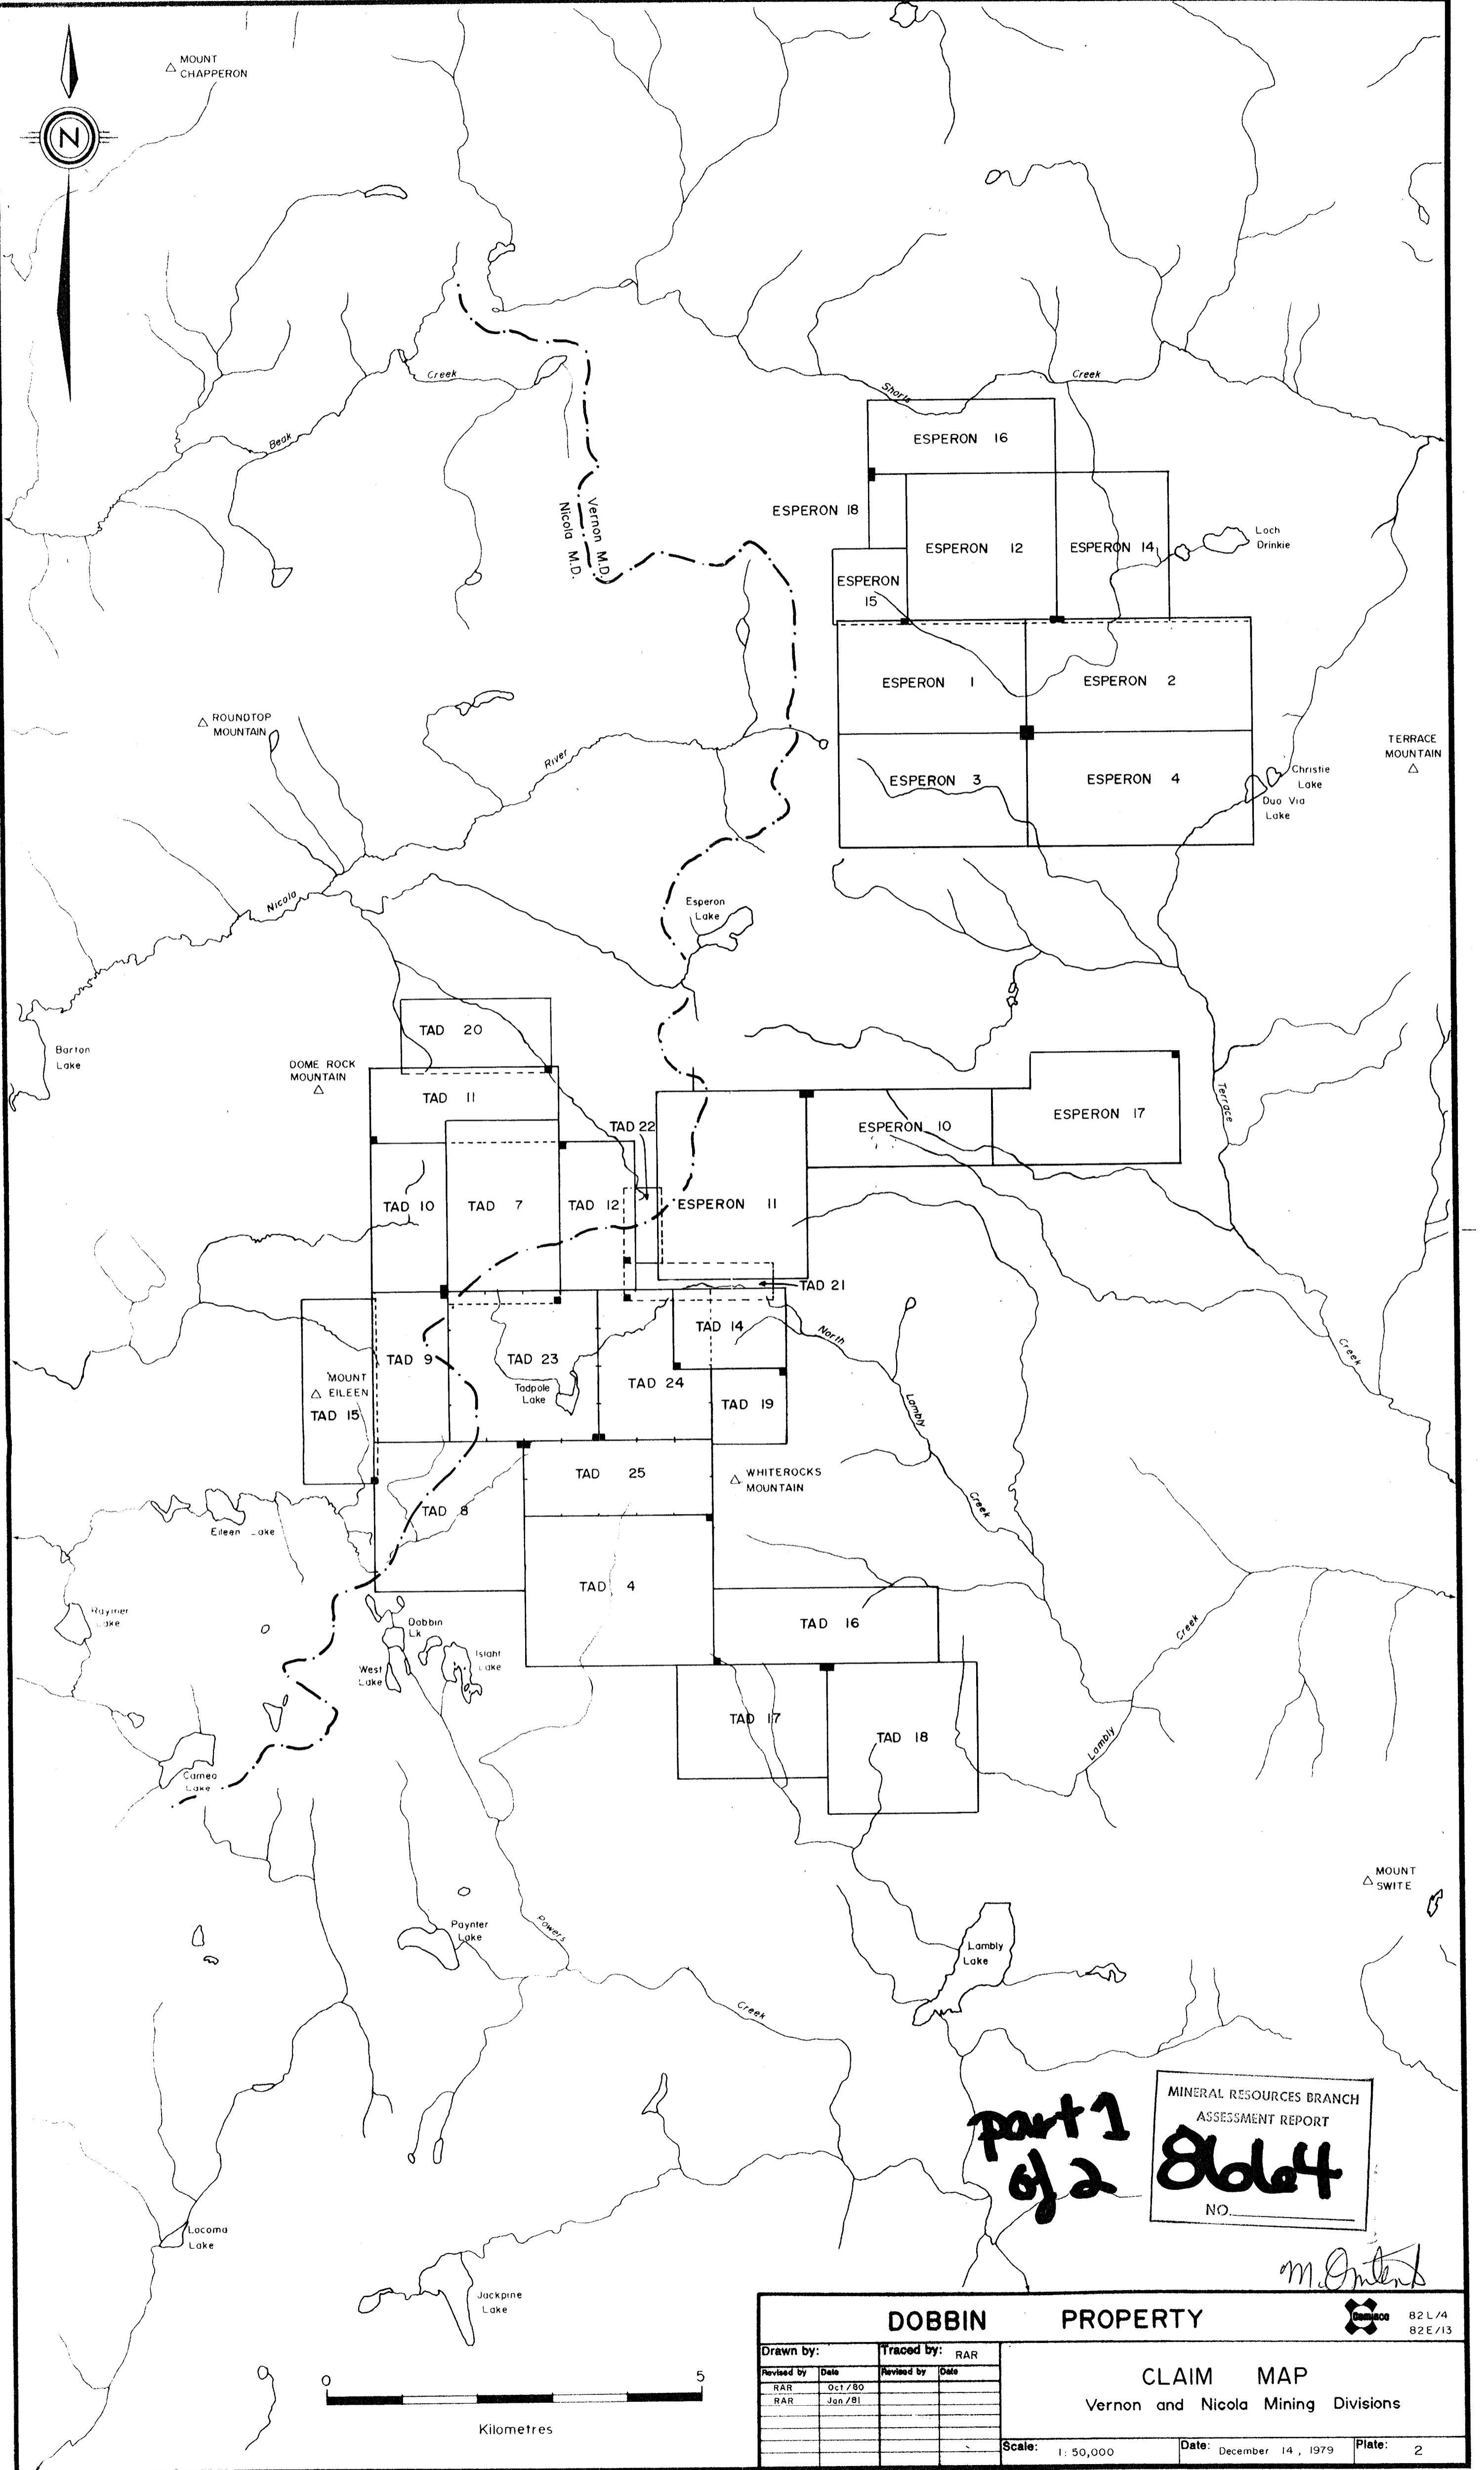 MOUNT
CHAPPERON
N
Creek
Beak
Shorts
Creek
ESPERON 16
Vernon M.D.
Nicola M.D.
ESPERON 18
ESPERON 12
ESPERON 14
Loch
Drinkie
ESPERON
15
ESPERON 1
ESPERON 2
ROUNDTOP
MOUNTAIN
River
TERRACE
MOUNTAIN
ESPERON 3
ESPERON 4
Christie
Lake
Duo Via
Lake
Nicola
Esperon
Lake
TAD 20
Barton
Lake
DOME ROCK
MOUNTAIN
TAD 11
TAD 22
ESPERON 10
ESPERON 17
Terrace
TAD 10
TAD 7
TAD 12
ESPERON 11
TAD 21
TAD 14
North
TAD 9
TAD 23
Creek
MOUNT
EILEEN
Tadpole
Lake
TAD 24
TAD 15
TAD 19
Lambly
TAD 25
WHITEROCKS
MOUNTAIN
Creek
TAD 8
Eileen Lake
TAD 4
Raymer
Lake
Dobbin
Lk
TAD 16
Creek
Islaht
Lake
West
Lake
TAD 17
TAD 18
Lambly
Cameo
Lake
MOUNT
SWITE
Paynter
Lake
Powers
Lambly
Lake
Creek
part 1
of 2
MINERAL RESOURCES BRANCH
ASSESSMENT REPORT
8664
NO.
Locoma
Lake
Jackpine
Lake
0 5
Kilometres
DOBBIN PROPERTY
Cominco
82L/4
82E/13
Drawn by:
Traced by: RAR
Revised by Date Revised by Date
RAR Oct/80
RAR Jan/81
CLAIM MAP
Vernon and Nicola Mining Divisions
Scale: 1:50,000
Date: December 14, 1979
Plate: 2